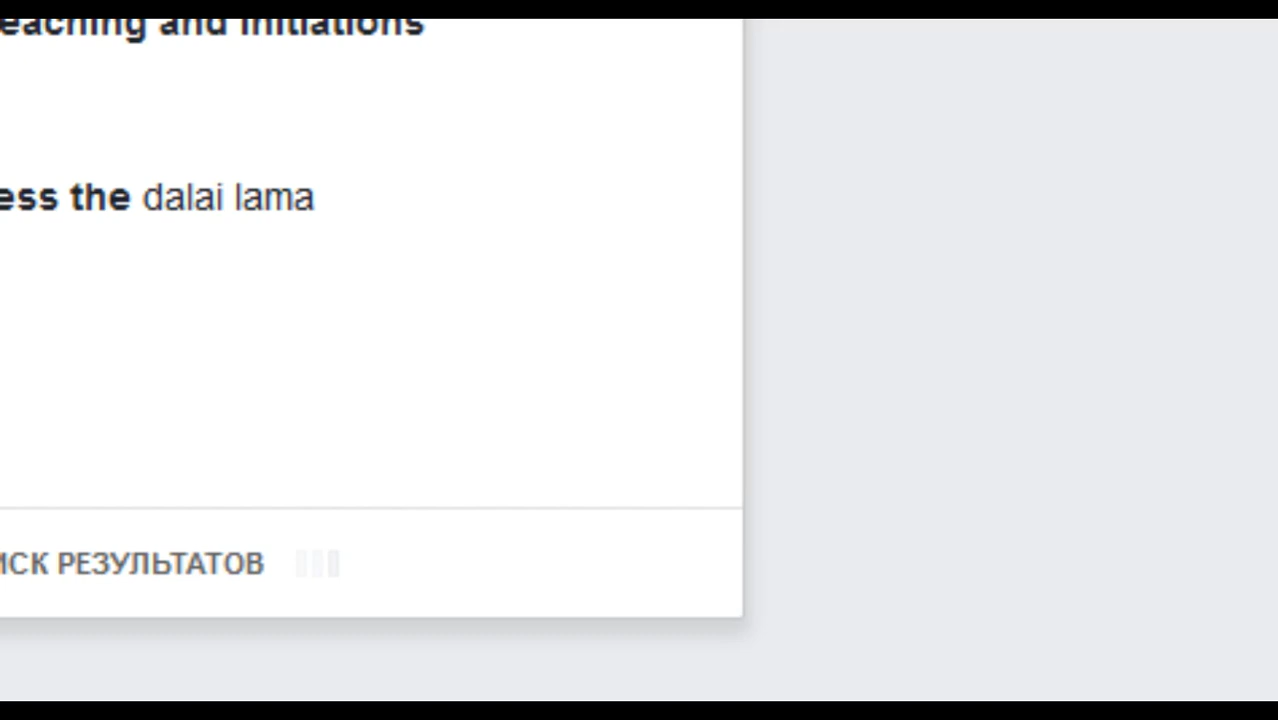 eaching and initiations
ess the dalai lama
ИСК РЕЗУЛЬТАТОВ